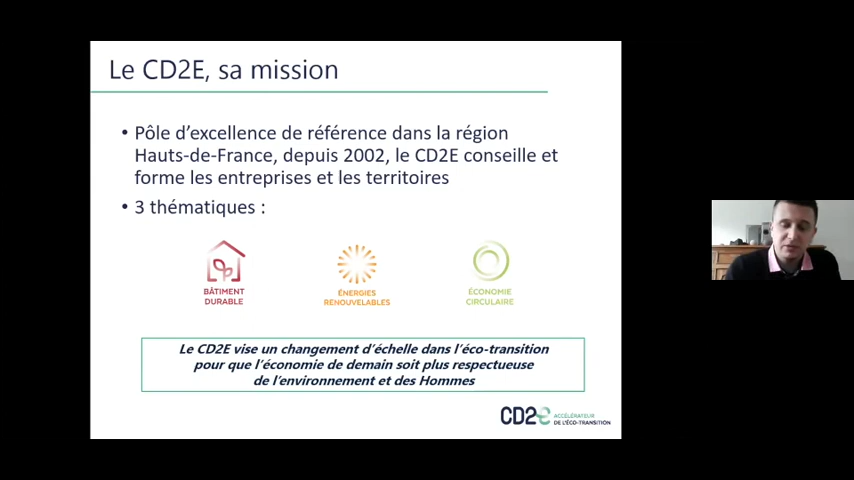 Le CD2E, sa mission
• Pôle d'excellence de référence dans la région
Hauts-de-France, depuis 2002, le CD2E conseille et
forme les entreprises et les territoires
• 3 thématiques :
BÂTIMENT
DURABLE
ÉNERGIES
RENOUVELABLES
ÉCONOMIE
CIRCULAIRE
Le CD2E vise un changement d'échelle dans l'éco-transition
pour que l'économie de demain soit plus respectueuse
de l'environnement et des Hommes
CD2e
ACCÉLÉRATEUR
DE L'ÉCO-TRANSITION